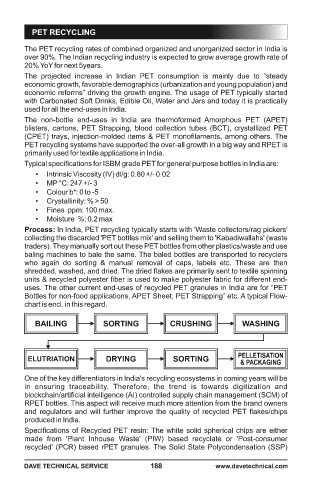 PET RECYCLING
The PET recycling rates of combined organized and unorganized sector in India is
over 90%. The Indian recycling industry is expected to grow average growth rate of
20% YoY for next 5years.
The projected increase in Indian PET consumption is mainly due to "steady
economic growth, favorable demographics (urbanization and young population) and
economic reforms" driving the growth engine. The usage of PET typically started
with Carbonated Soft Drinks, Edible Oil, Water and Jars and today it is practically
used for all the end-uses in India.
The non-bottle end-uses in India are thermoformed Amorphous PET (APET)
blisters, cartons, PET Strapping, blood collection tubes (BCT), crystallized PET
(CPET) trays, injection-molded items & PET monofilaments, among others. The
PET recycling systems have supported the over-all growth in a big way and RPET is
primarily used for textile applications in India.
Typical specifications for ISBM grade PET for general purpose bottles in India are:
• Intrinsic Viscosity (IV) dl/g: 0.80 +/- 0.02
• MP °C: 247 +/- 3
• Colour b*: 0 to -5
• Crystallinity: % > 50
• Fines ppm: 100 max.
• Moisture %: 0.2 max
Process: In India, PET recycling typically starts with 'Waste collectors/rag pickers'
collecting the discarded 'PET bottles mix' and selling them to 'Kabadiwallahs' (waste
traders). They manually sort out these PET bottles from other plastics/waste and use
baling machines to bale the same. The baled bottles are transported to recyclers
who again do sorting & manual removal of caps, labels etc. These are then
shredded, washed, and dried. The dried flakes are primarily sent to textile spinning
units & recycled polyester fiber is used to make polyester fabric for different end-
uses. The other current end-uses of recycled PET granules in India are for "PET
Bottles for non-food applications, APET Sheet, PET Strapping" etc. A typical Flow-
chart is encl. in this regard.
BAILING SORTING CRUSHING WASHING
ELUTRIATION DRYING SORTING PELLETISATION
& PACKAGING
One of the key differentiators in India's recycling ecosystems in coming years will be
in ensuring traceability. Therefore, the trend is towards digitization and
blockchain/artificial intelligence (AI) controlled supply chain management (SCM) of
RPET bottles. This aspect will receive much more attention from the brand owners
and regulators and will further improve the quality of recycled PET flakes/chips
produced in India.
Specifications of Recycled PET resin: The white solid spherical chips are either
made from 'Plant Inhouse Waste' (PIW) based recyclate or 'Post-consumer
recycled' (PCR) based rPET granules. The Solid State Polycondensation (SSP)
DAVE TECHNICAL SERVICE 188 www.davetechnical.com